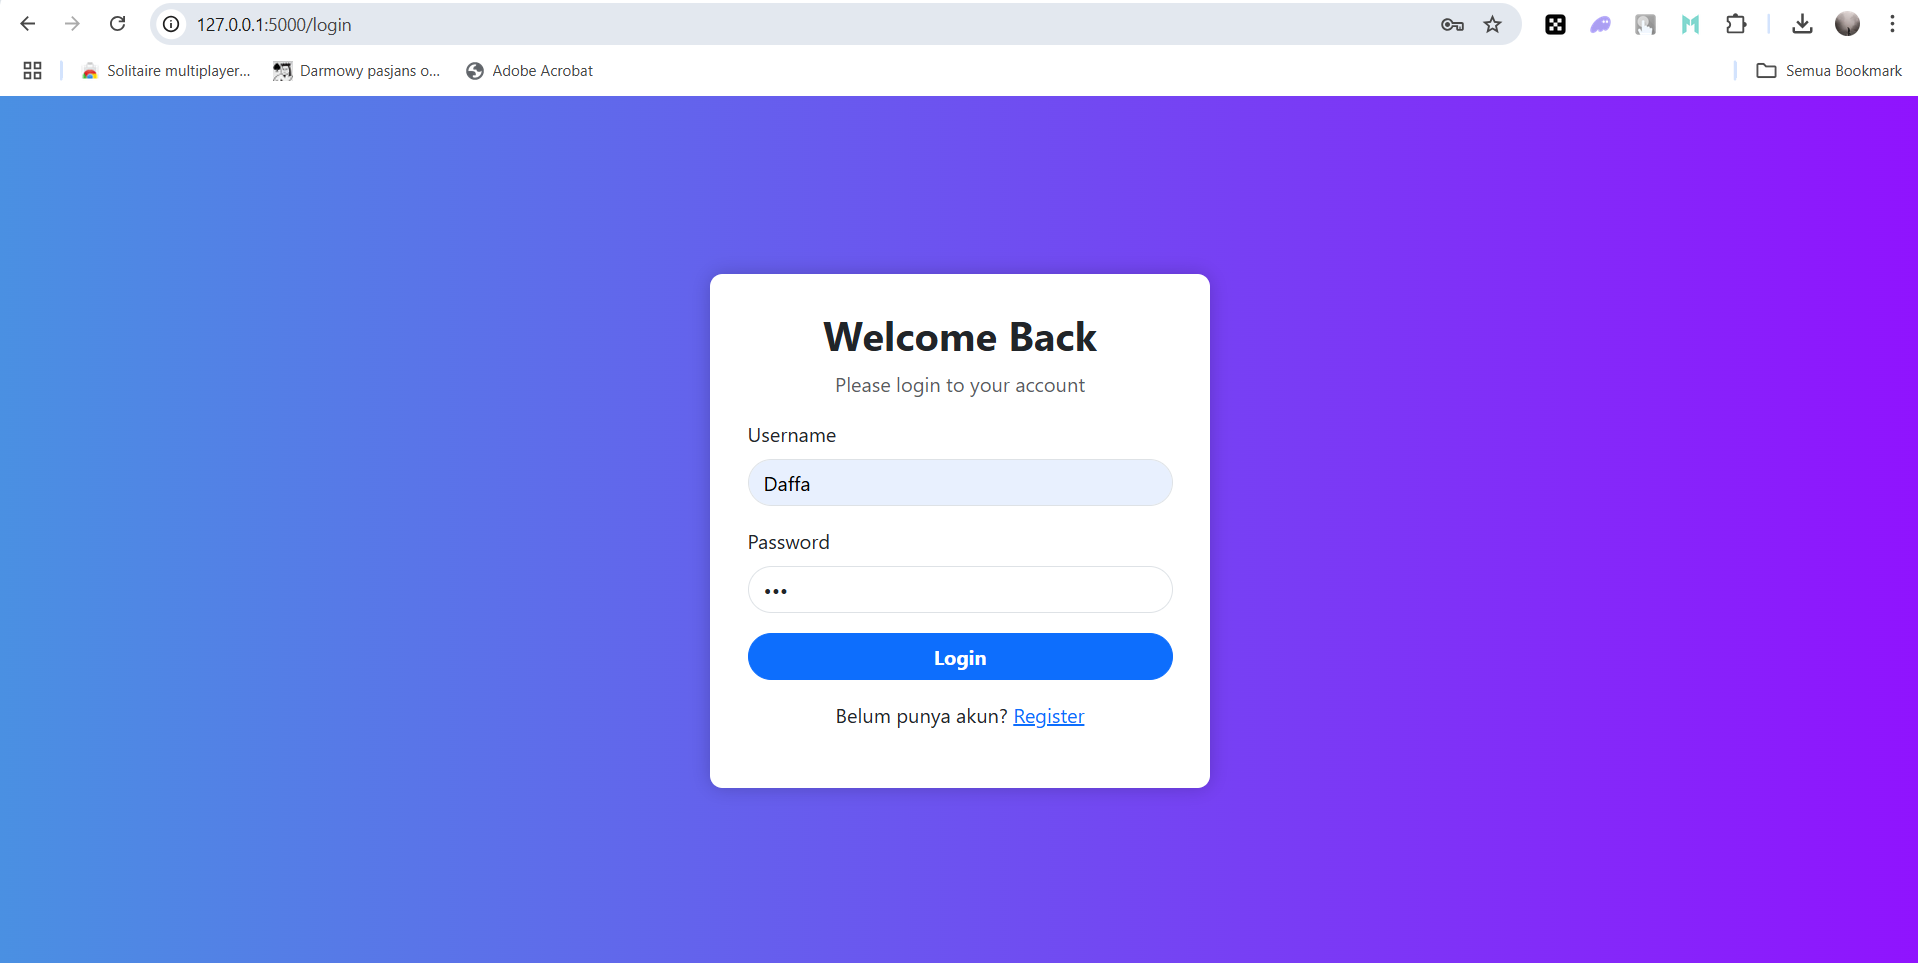 127.0.0.1:5000/login
Solitaire multiplayer... Darmowy pasjans o... Adobe Acrobat Semua Bookmark
Welcome Back
Please login to your account
Username
Daffa
Password
•••
Login
Belum punya akun? Register